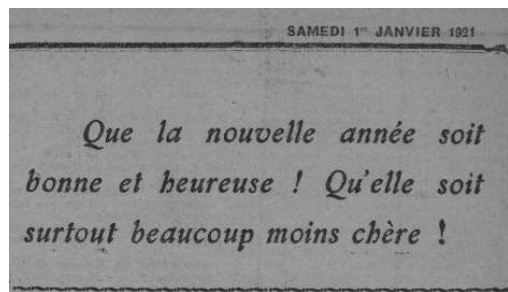 SAMEDI 1er JANVIER 1921
Que la nouvelle année soit
bonne et heureuse ! Qu'elle soit
surtout beaucoup moins chère !